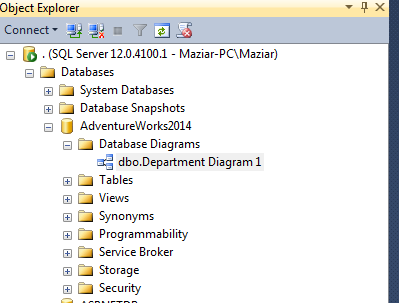 Object Explorer
Connect
. (SQL Server 12.0.4100.1 - Maziar-PC\Maziar)
Databases
System Databases
Database Snapshots
AdventureWorks2014
Database Diagrams
dbo.Department Diagram 1
Tables
Views
Synonyms
Programmability
Service Broker
Storage
Security